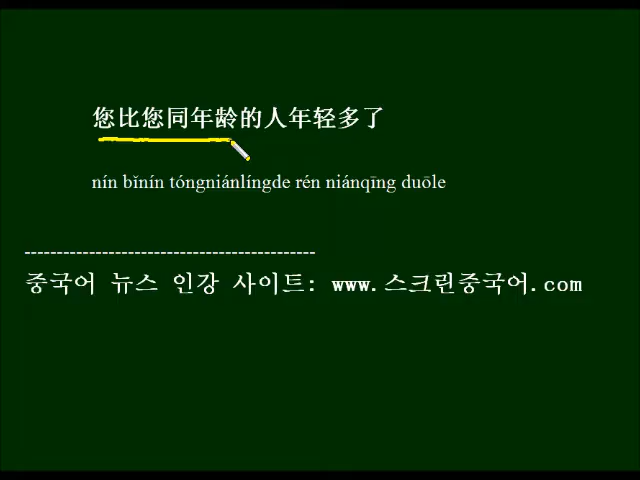 您比您同年龄的人年轻多了
nín bǐnín tóngniánlíngde rén niánqīng duōle
---------------------------------------------
중국어 뉴스 인강 사이트: www.스크린중국어.com